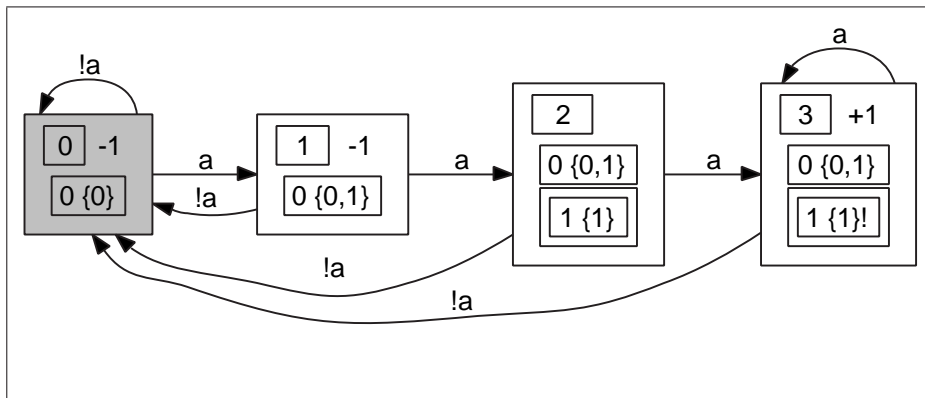 !a
a
0 -1
0 {0}
a
!a
1 -1
0 {0,1}
a
2
0 {0,1}
1 {1}
a
3 +1
0 {0,1}
1 {1}!
!a
!a